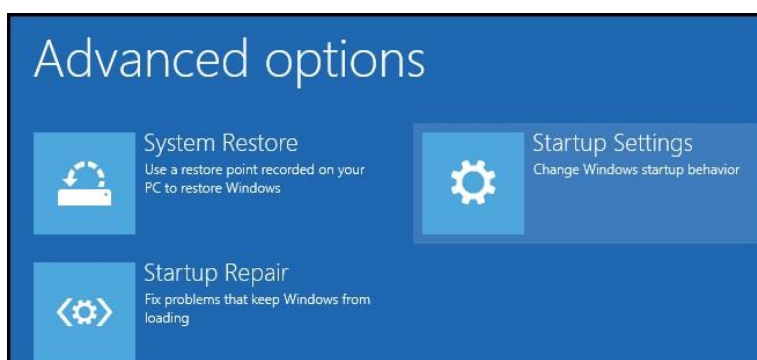 Advanced options
System Restore
Use a restore point recorded on your
PC to restore Windows
Startup Settings
Change Windows startup behavior
Startup Repair
Fix problems that keep Windows from
loading